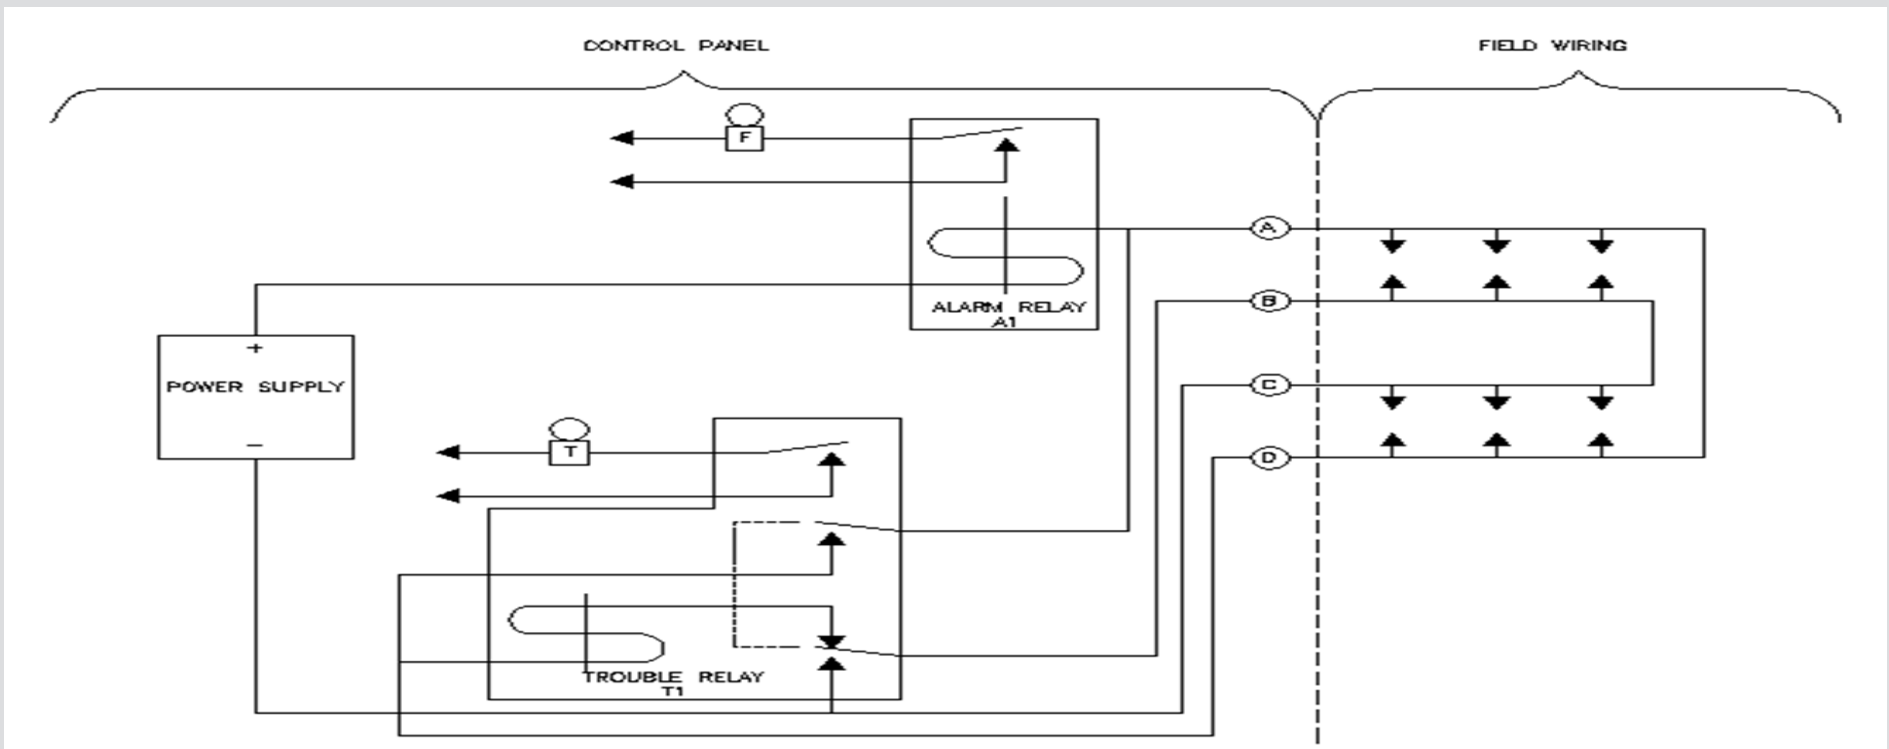 CONTROL PANEL
FIELD WIRING
F
A
B
ALARM RELAY
A1
+
POWER SUPPLY
−
C
T
D
TROUBLE RELAY
T1